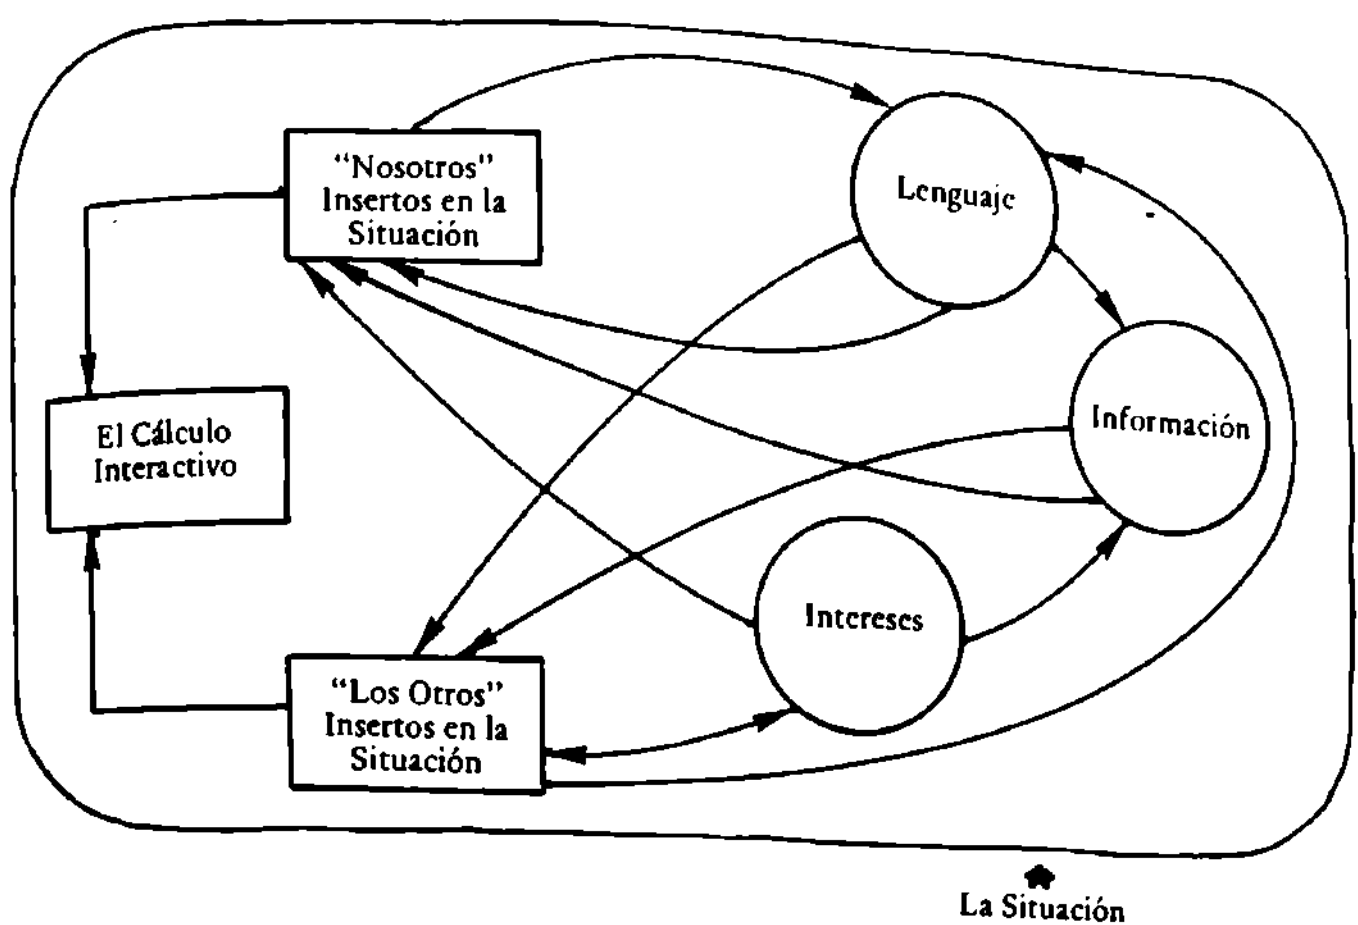 “Nosotros”
Insertos en la
Situación
Lenguaje
El Cálculo
Interactivo
Información
Intereses
“Los Otros”
Insertos en la
Situación
La Situación